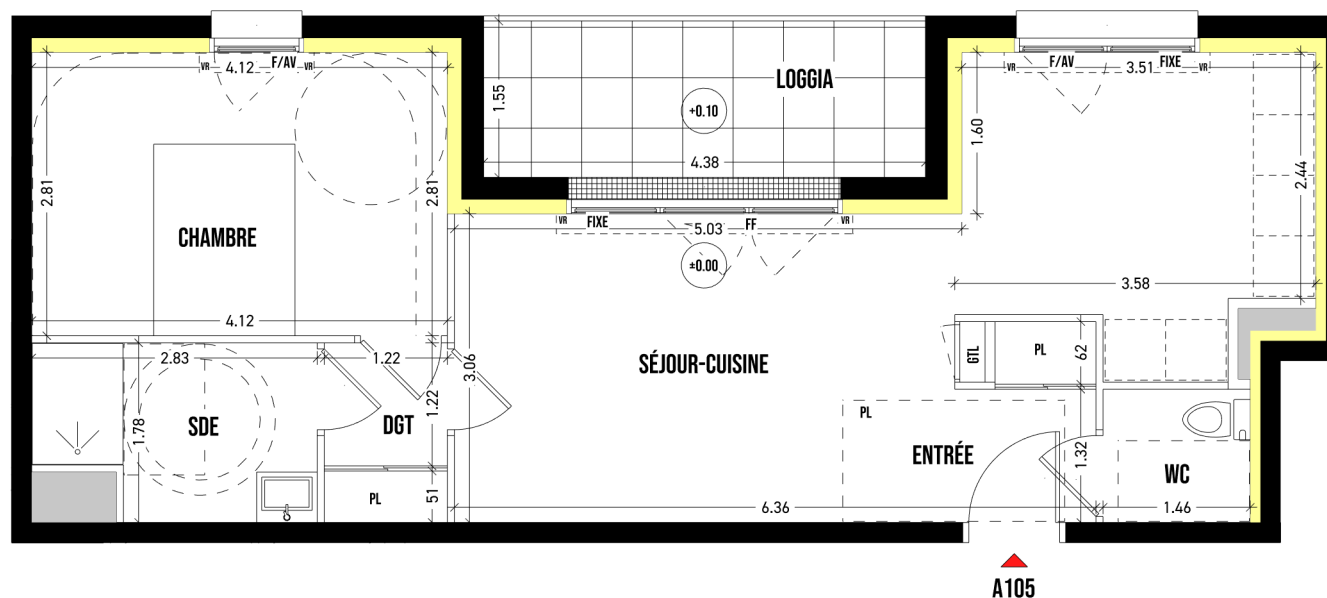 VR
4.12
F/AV
VR
LOGGIA
VR
F/AV
3.51
FIXE
VR
1.55
+0.10
4.38
1.60
2.44
2.81
2.81
CHAMBRE
VR
FIXE
5.03
FF
VR
±0.00
3.58
4.12
2.83
1.22
3.06
SÉJOUR-CUISINE
GTL
PL
62
1.78
SDE
1.22
DGT
PL
ENTRÉE
1.32
WC
PL
51
6.36
1.46
A105